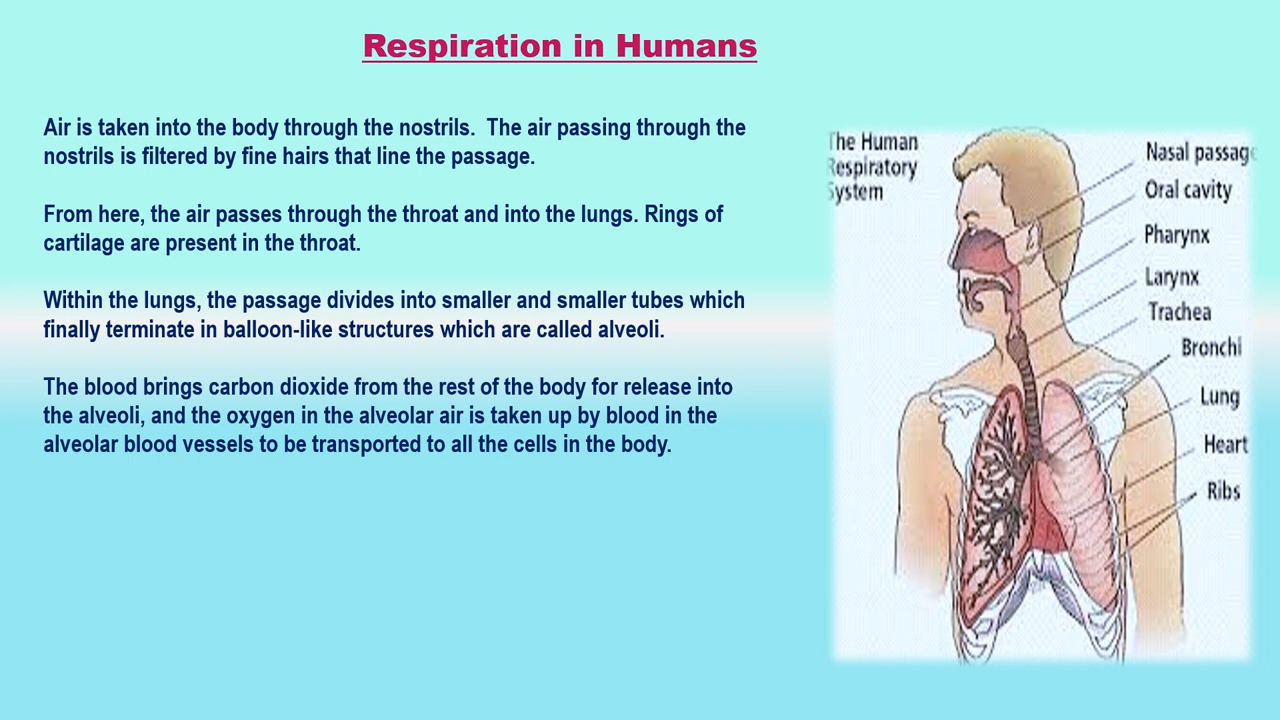 Respiration in Humans
Air is taken into the body through the nostrils. The air passing through the
nostrils is filtered by fine hairs that line the passage.
From here, the air passes through the throat and into the lungs. Rings of
cartilage are present in the throat.
Within the lungs, the passage divides into smaller and smaller tubes which
finally terminate in balloon-like structures which are called alveoli.
The blood brings carbon dioxide from the rest of the body for release into
the alveoli, and the oxygen in the alveolar air is taken up by blood in the
alveolar blood vessels to be transported to all the cells in the body.
The Human
Respiratory
System
Nasal passage
Oral cavity
Pharynx
Larynx
Trachea
Bronchi
Lung
Heart
Ribs